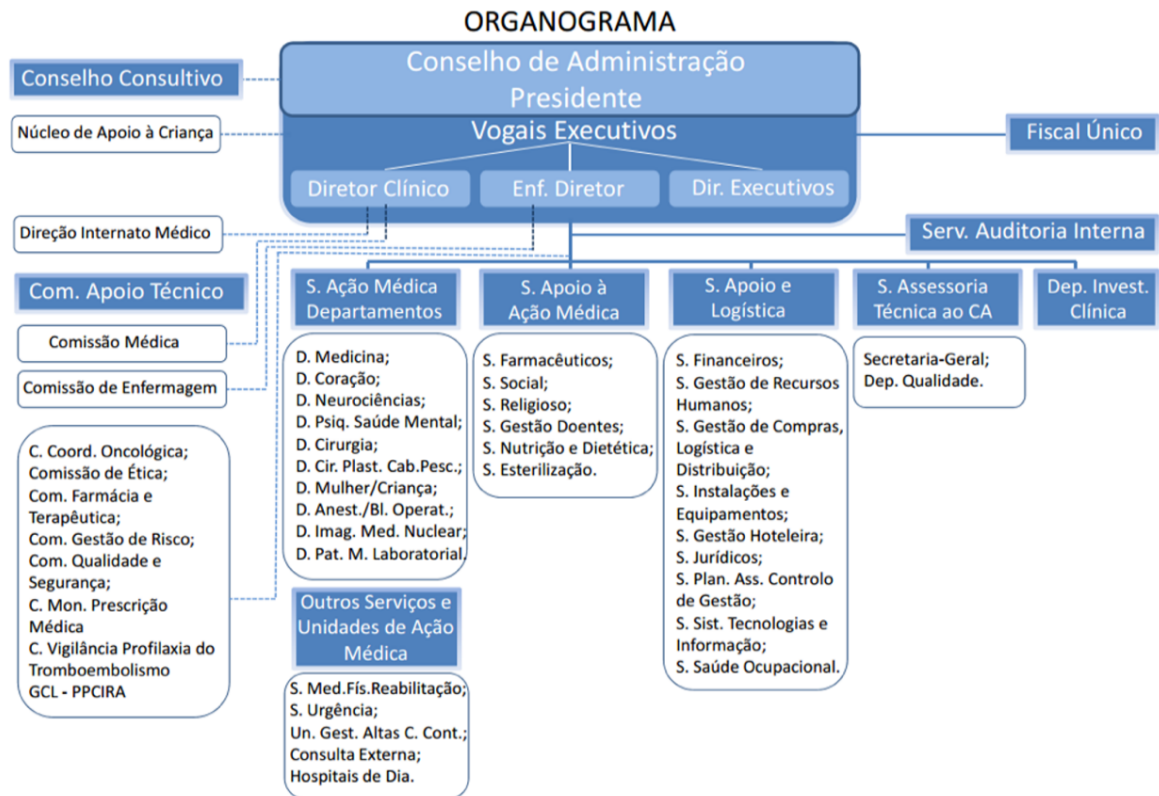 ORGANOGRAMA
Conselho de Administração
Presidente
Vogais Executivos
Diretor Clínico
Enf. Diretor
Dir. Executivos
Conselho Consultivo
Núcleo de Apoio à Criança
Fiscal Único
Direção Internato Médico
Serv. Auditoria Interna
Com. Apoio Técnico
Comissão Médica
Comissão de Enfermagem
C. Coord. Oncológica;
Comissão de Ética;
Com. Farmácia e
Terapêutica;
Com. Gestão de Risco;
Com. Qualidade e
Segurança;
C. Mon. Prescrição
Médica
C. Vigilância Profilaxia do
Tromboembolismo
GCL - PPCIRA
S. Ação Médica
Departamentos
D. Medicina;
D. Coração;
D. Neurociências;
D. Psiq. Saúde Mental;
D. Cirurgia;
D. Cir. Plast. Cab.Pesc.;
D. Mulher/Criança;
D. Anest./Bl. Operat.;
D. Imag. Med. Nuclear;
D. Pat. M. Laboratorial.
Outros Serviços e
Unidades de Ação
Médica
S. Med.Fís.Reabilitação;
S. Urgência;
Un. Gest. Altas C. Cont.;
Consulta Externa;
Hospitais de Dia.
S. Apoio à
Ação Médica
S. Farmacêuticos;
S. Social;
S. Religioso;
S. Gestão Doentes;
S. Nutrição e Dietética;
S. Esterilização.
S. Apoio e
Logística
S. Financeiros;
S. Gestão de Recursos
Humanos;
S. Gestão de Compras,
Logística e
Distribuição;
S. Instalações e
Equipamentos;
S. Gestão Hoteleira;
S. Jurídicos;
S. Plan. Ass. Controlo
de Gestão;
S. Sist. Tecnologias e
Informação;
S. Saúde Ocupacional.
S. Assessoria
Técnica ao CA
Secretaria-Geral;
Dep. Qualidade.
Dep. Invest.
Clínica